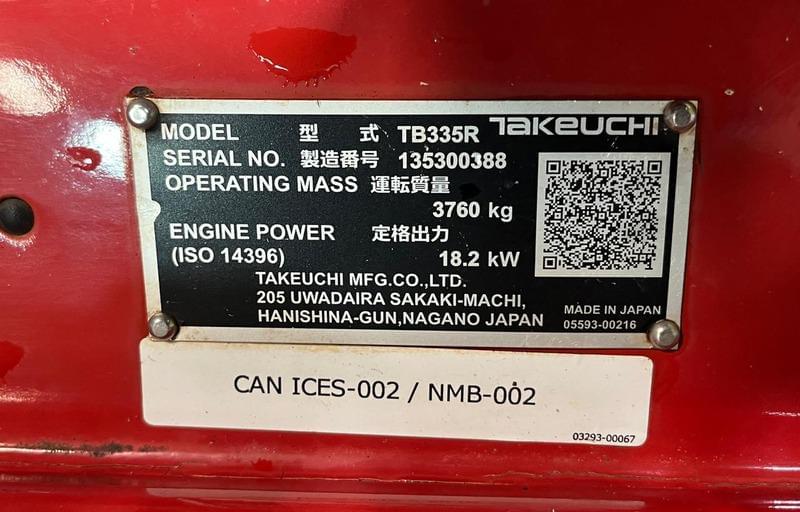 MODEL 型 式 TB335R TAKEUCHI
SERIAL NO. 製造番号 135300388
OPERATING MASS 運転質量
3760 kg
ENGINE POWER 定格出力
(ISO 14396) 18.2 kW
TAKEUCHI MFG.CO.,LTD.
205 UWADAIRA SAKAKI-MACHI,
HANISHINA-GUN,NAGANO JAPAN
MADE IN JAPAN
05593-00216
CAN ICES-002 / NMB-002
03293-00067